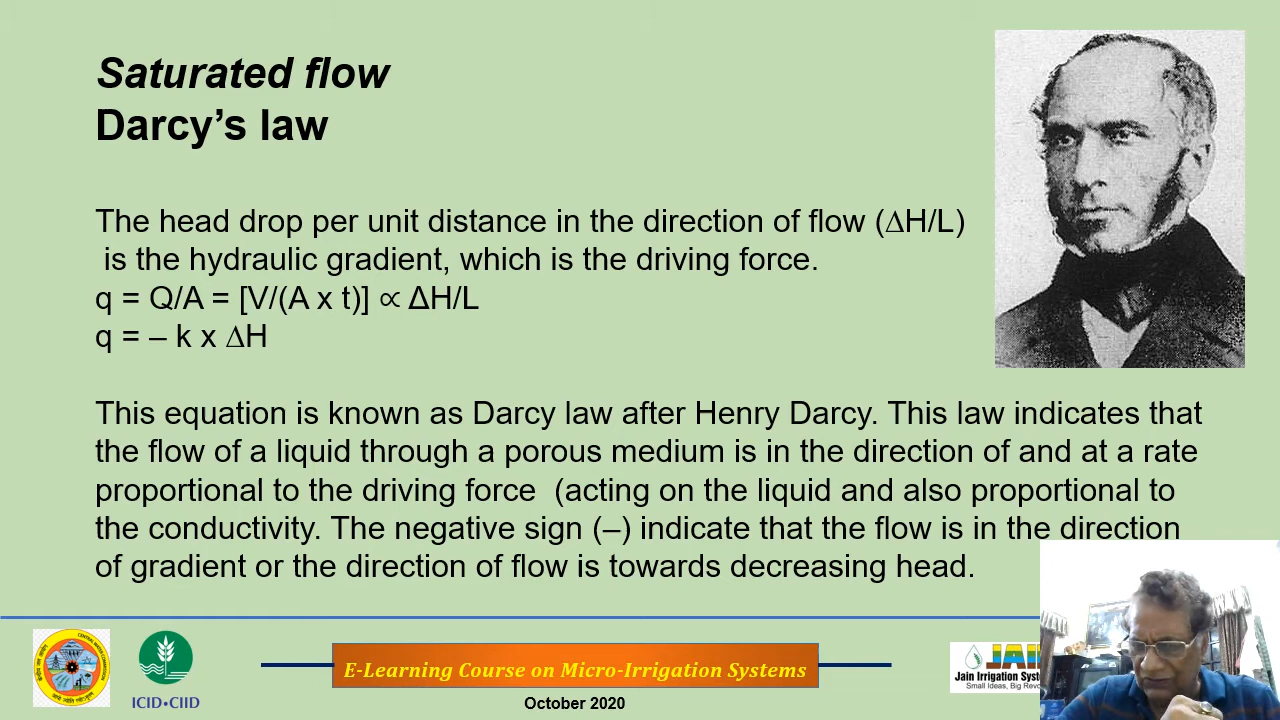 Saturated flow
Darcy’s law
The head drop per unit distance in the direction of flow (∆H/L)
is the hydraulic gradient, which is the driving force.
q = Q/A = [V/(A x t)] ∝ ΔH/L
q = – k x ∆H
This equation is known as Darcy law after Henry Darcy. This law indicates that
the flow of a liquid through a porous medium is in the direction of and at a rate
proportional to the driving force (acting on the liquid and also proportional to
the conductivity. The negative sign (–) indicate that the flow is in the direction
of gradient or the direction of flow is towards decreasing head.
ICID•CIID
E-Learning Course on Micro-Irrigation Systems
October 2020
Jain Irrigation
Small Ideas, Big